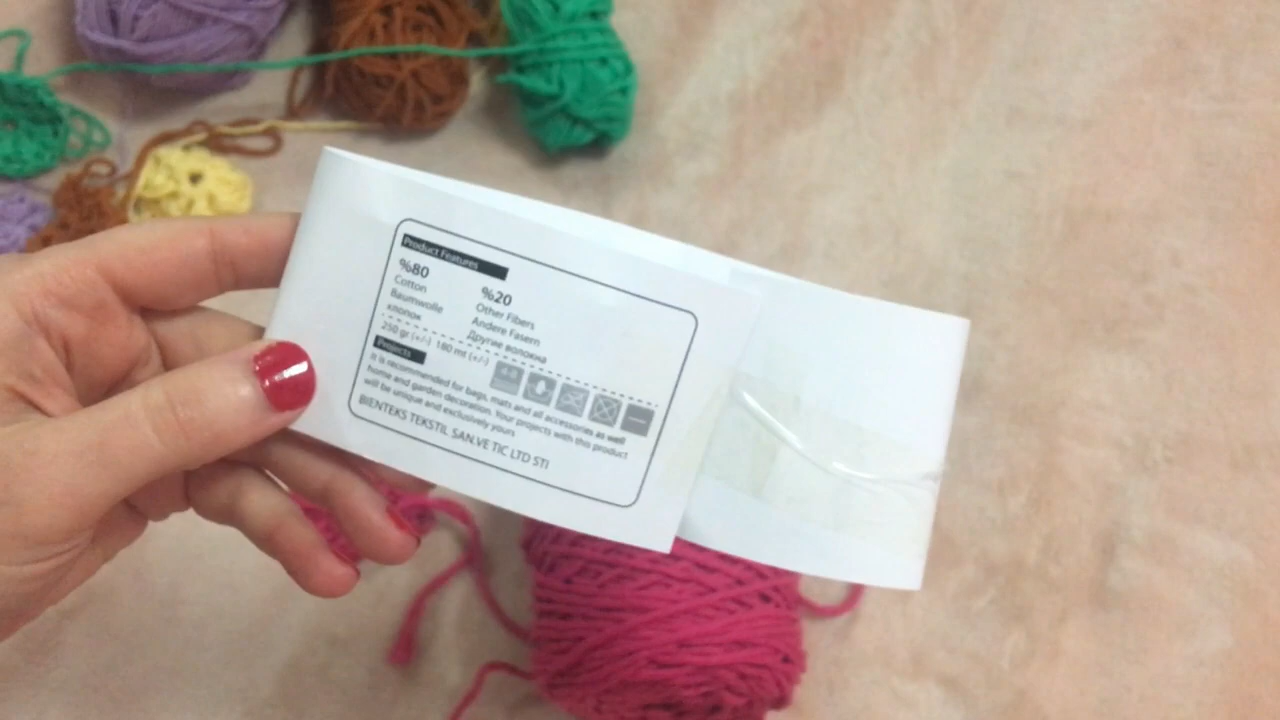 Product Features
%80
Cotton
Baumwolle
хлопок
%20
Other Fibers
Andere Fasern
Другие волокна
250 gr (+/-) 180 mt (+/-)
Projects
It is recommended for bags, mats and all accessories as well
home and garden decoration. Your projects with this product
will be unique and exclusively yours
BIENTEKS TEKSTIL SAN.VE TIC LTD STI